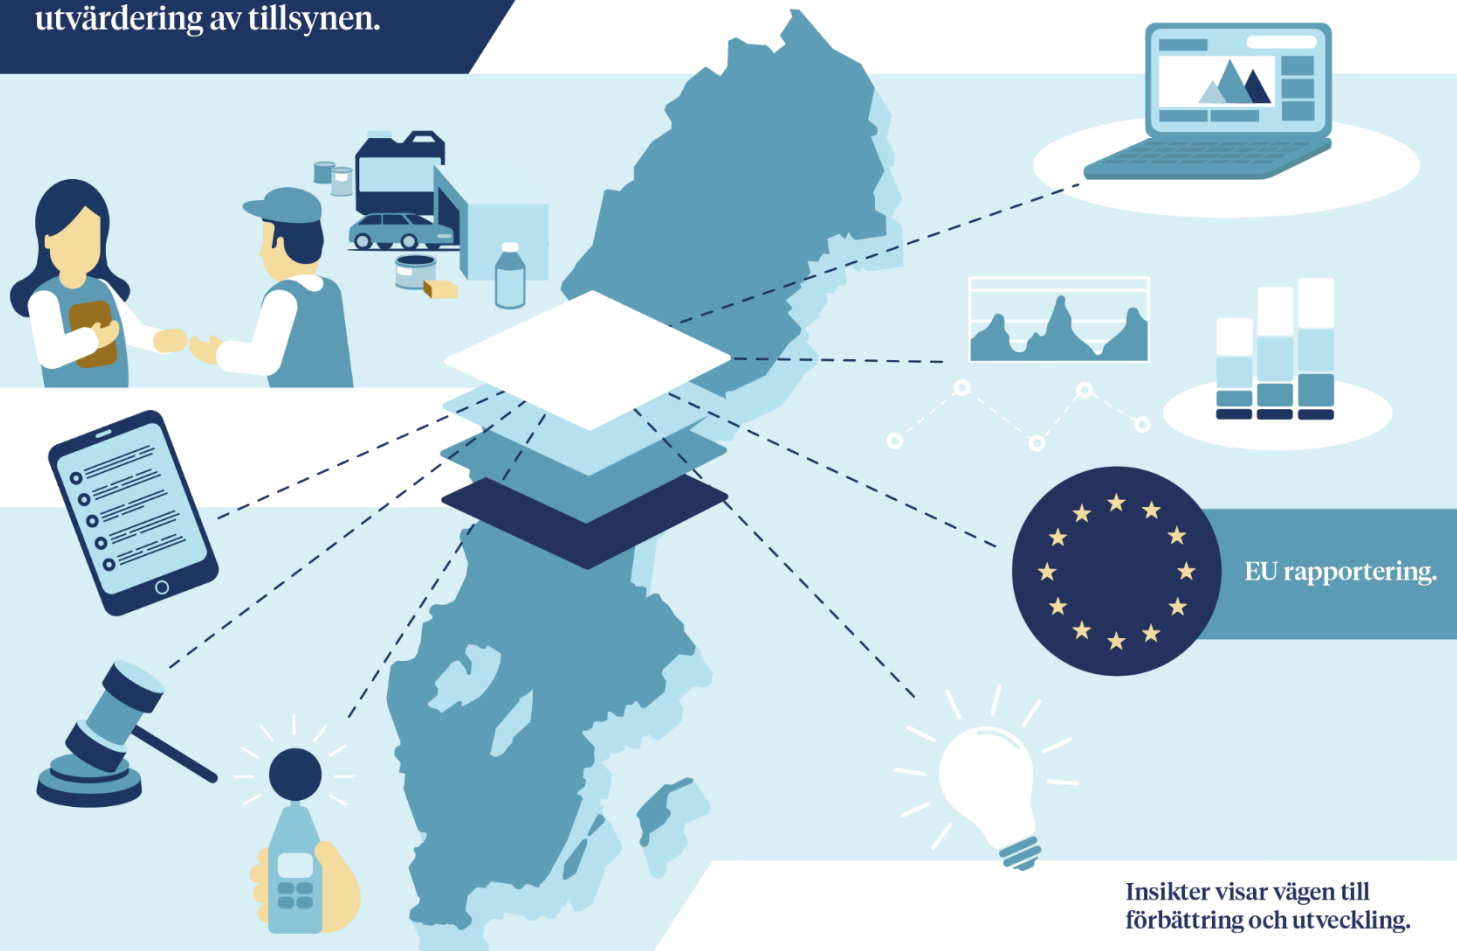 utvärdering av tillsynen.
EU rapportering.
Insikter visar vägen till
förbättring och utveckling.